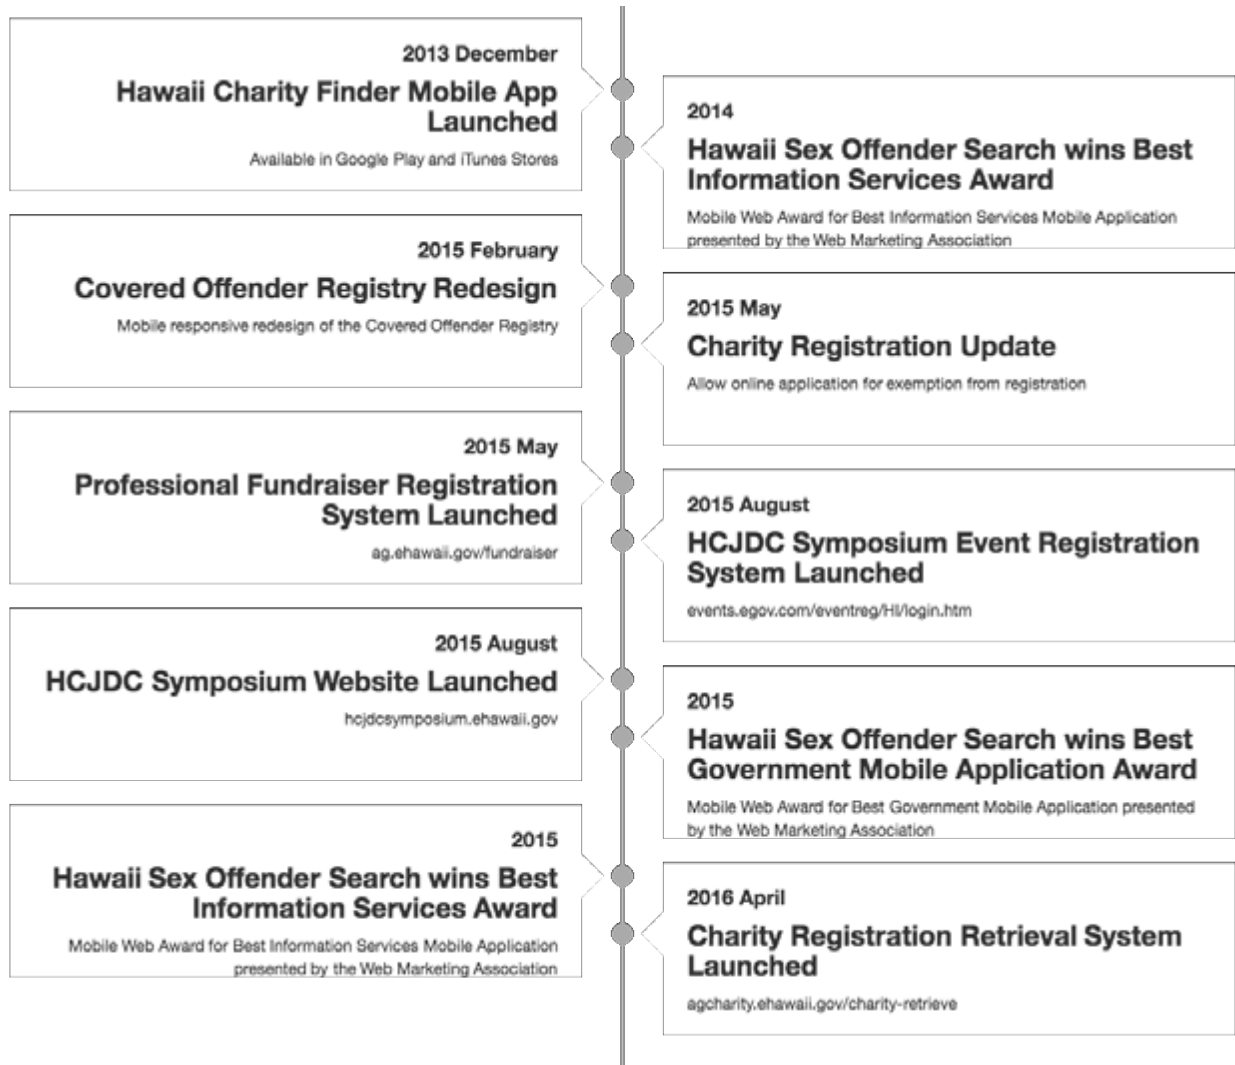 2013 December
Hawaii Charity Finder Mobile App
Launched
Available in Google Play and iTunes Stores
2014
Hawaii Sex Offender Search wins Best
Information Services Award
Mobile Web Award for Best Information Services Mobile Application
presented by the Web Marketing Association
2015 February
Covered Offender Registry Redesign
Mobile responsive redesign of the Covered Offender Registry
2015 May
Charity Registration Update
Allow online application for exemption from registration
2015 May
Professional Fundraiser Registration
System Launched
ag.ehawaii.gov/fundraiser
2015 August
HCJDC Symposium Event Registration
System Launched
events.egov.com/eventreg/HI/login.htm
2015 August
HCJDC Symposium Website Launched
hcjdcsymposium.ehawaii.gov
2015
Hawaii Sex Offender Search wins Best
Government Mobile Application Award
Mobile Web Award for Best Government Mobile Application presented
by the Web Marketing Association
2015
Hawaii Sex Offender Search wins Best
Information Services Award
Mobile Web Award for Best Information Services Mobile Application
presented by the Web Marketing Association
2016 April
Charity Registration Retrieval System
Launched
agcharity.ehawaii.gov/charity-retrieve